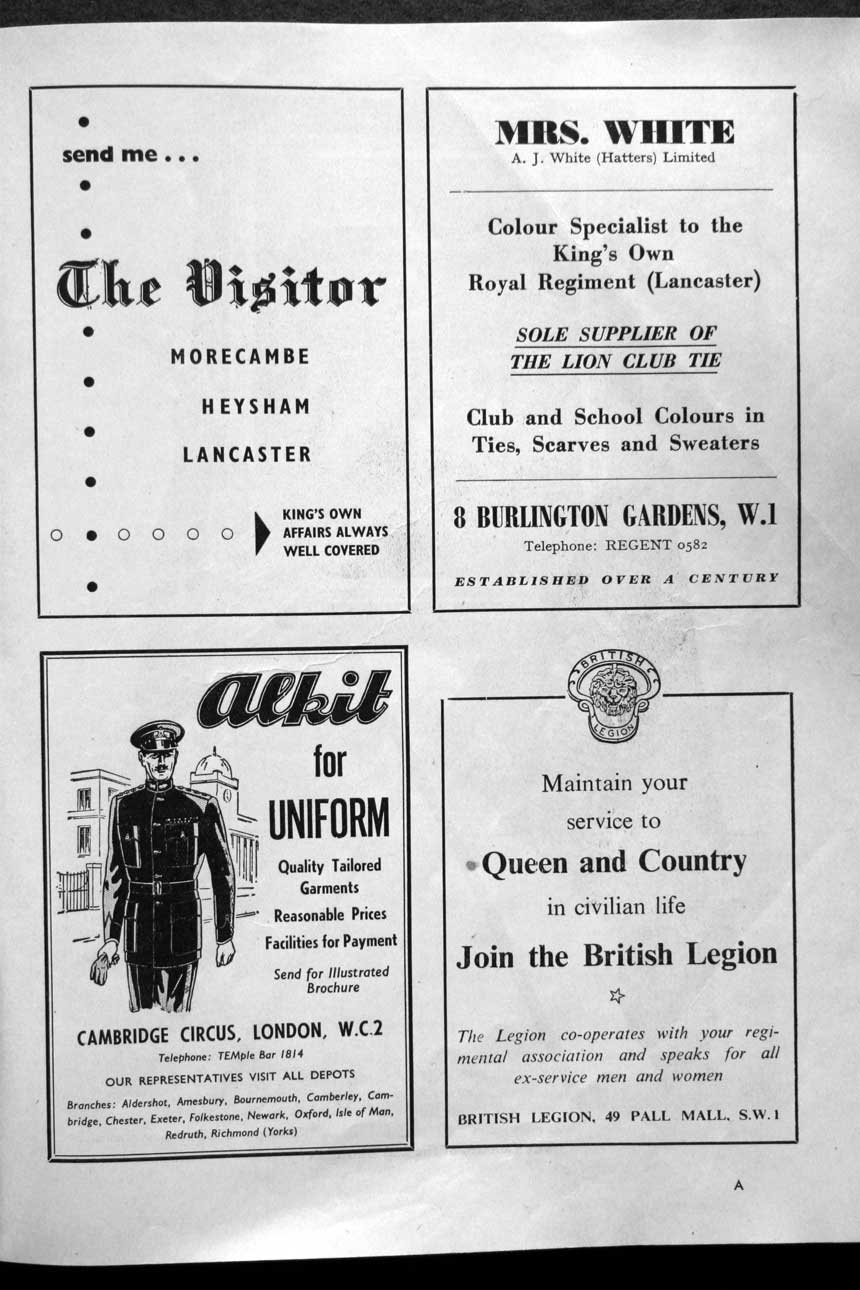 send me . . .
The Visitor
MORECAMBE
HEYSHAM
LANCASTER
KING'S OWN
AFFAIRS ALWAYS
WELL COVERED
MRS. WHITE
A. J. White (Hatters) Limited
Colour Specialist to the
King's Own
Royal Regiment (Lancaster)
SOLE SUPPLIER OF
THE LION CLUB TIE
Club and School Colours in
Ties, Scarves and Sweaters
8 BURLINGTON GARDENS, W.1
Telephone: REGENT 0582
ESTABLISHED OVER A CENTURY
Alkit
for
UNIFORM
Quality Tailored
Garments
Reasonable Prices
Facilities for Payment
Send for Illustrated
Brochure
CAMBRIDGE CIRCUS, LONDON, W.C.2
Telephone: TEMple Bar 1814
OUR REPRESENTATIVES VISIT ALL DEPOTS
Branches: Aldershot, Amesbury, Bournemouth, Camberley, Cam-
bridge, Chester, Exeter, Folkestone, Newark, Oxford, Isle of Man,
Redruth, Richmond (Yorks)
BRITISH
LEGION
Maintain your
service to
Queen and Country
in civilian life
Join the British Legion
The Legion co-operates with your regi-
mental association and speaks for all
ex-service men and women
BRITISH LEGION, 49 PALL MALL, S.W.1
A